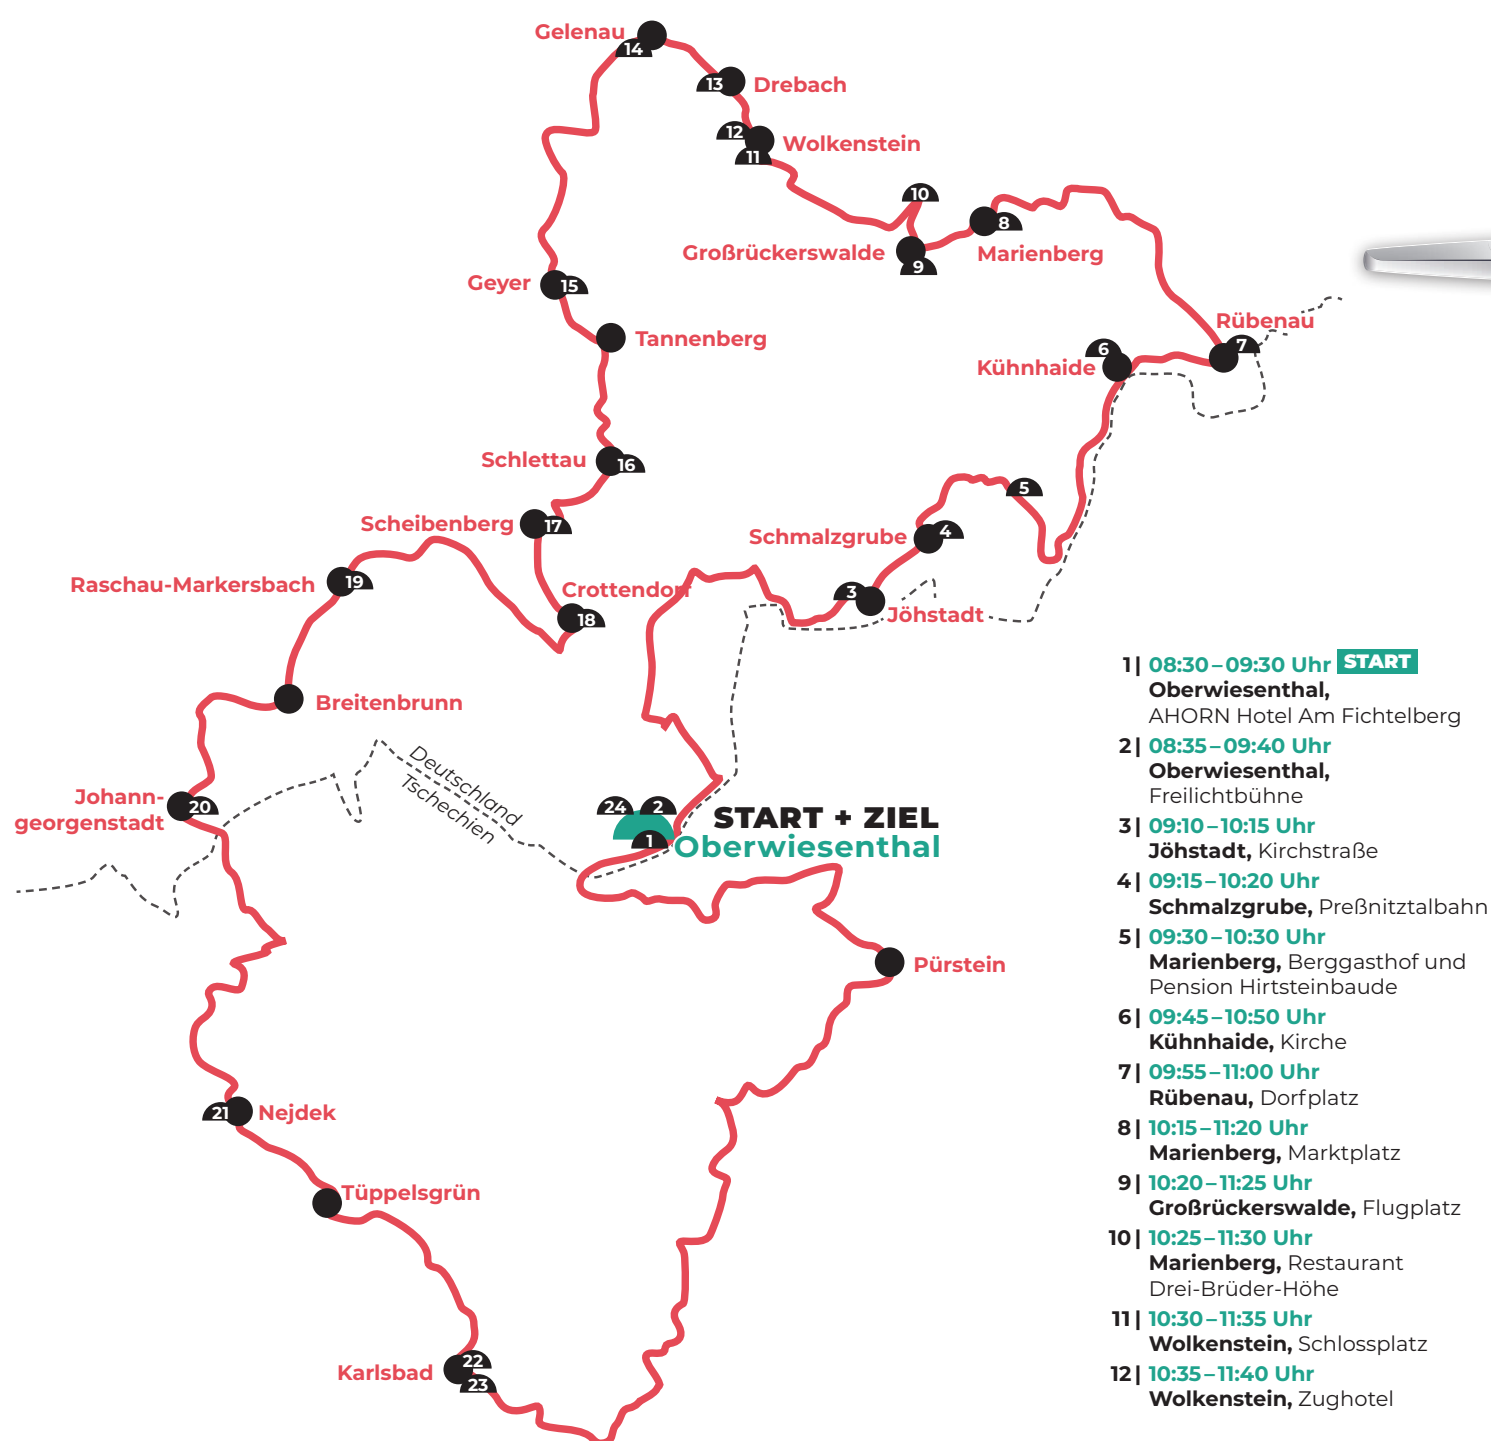 Gelenau
14
13
Drebach
12
Wolkenstein
11
10
8
Großrückerswalde
Marienberg
9
Geyer
15
Rübenau
Tannenberg
6
7
Kühnhaide
Schlettau
16
5
Scheibenberg
17
Schmalzgrube
4
Raschau-Markersbach
19
Crottendorf
3
18
Jöhstadt
Breitenbrunn
Deutschland
Tschechien
Johann-
georgenstadt
20
24
2
1
START + ZIEL
Oberwiesenthal
Pürstein
21
Nejdek
Tüppelsgrün
Karlsbad
22
23
1| 08:30–09:30 Uhr START
Oberwiesenthal,
AHORN Hotel Am Fichtelberg
2| 08:35–09:40 Uhr
Oberwiesenthal,
Freilichtbühne
3| 09:10–10:15 Uhr
Jöhstadt, Kirchstraße
4| 09:15–10:20 Uhr
Schmalzgrube, Preßnitztalbahn
5| 09:30–10:30 Uhr
Marienberg, Berggasthof und
Pension Hirtsteinbaude
6| 09:45–10:50 Uhr
Kühnhaide, Kirche
7| 09:55–11:00 Uhr
Rübenau, Dorfplatz
8| 10:15–11:20 Uhr
Marienberg, Marktplatz
9| 10:20–11:25 Uhr
Großrückerswalde, Flugplatz
10| 10:25–11:30 Uhr
Marienberg, Restaurant
Drei-Brüder-Höhe
11| 10:30–11:35 Uhr
Wolkenstein, Schlossplatz
12| 10:35–11:40 Uhr
Wolkenstein, Zughotel